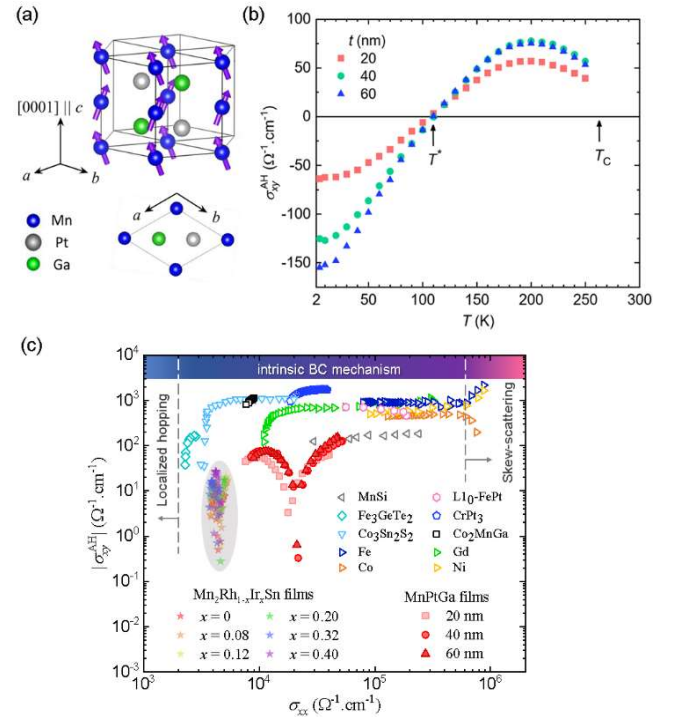 (a)
[0001] || c
a
b
Mn
Pt
Ga
a
b
(b)
t (nm)
20
40
60
100
50
0
-50
-100
-150
σxy^AH (Ω⁻¹.cm⁻¹)
T*
TC
2
50
100
150
200
250
300
T (K)
(c)
intrinsic BC mechanism
Localized hopping
Skew-scattering
10⁴
10³
10²
10¹
10⁰
10⁻¹
10⁻²
10⁻³
|σxy^AH| (Ω⁻¹.cm⁻¹)
MnSi
Fe₃GeTe₂
Co₃Sn₂S₂
Fe
Co
L1₀-FePt
CrPt₃
Co₂MnGa
Gd
Ni
Mn₂Rh₁₋ₓIrₓSn films
x = 0
x = 0.08
x = 0.12
x = 0.20
x = 0.32
x = 0.40
MnPtGa films
20 nm
40 nm
60 nm
10³
10⁴
10⁵
10⁶
σxx (Ω⁻¹.cm⁻¹)